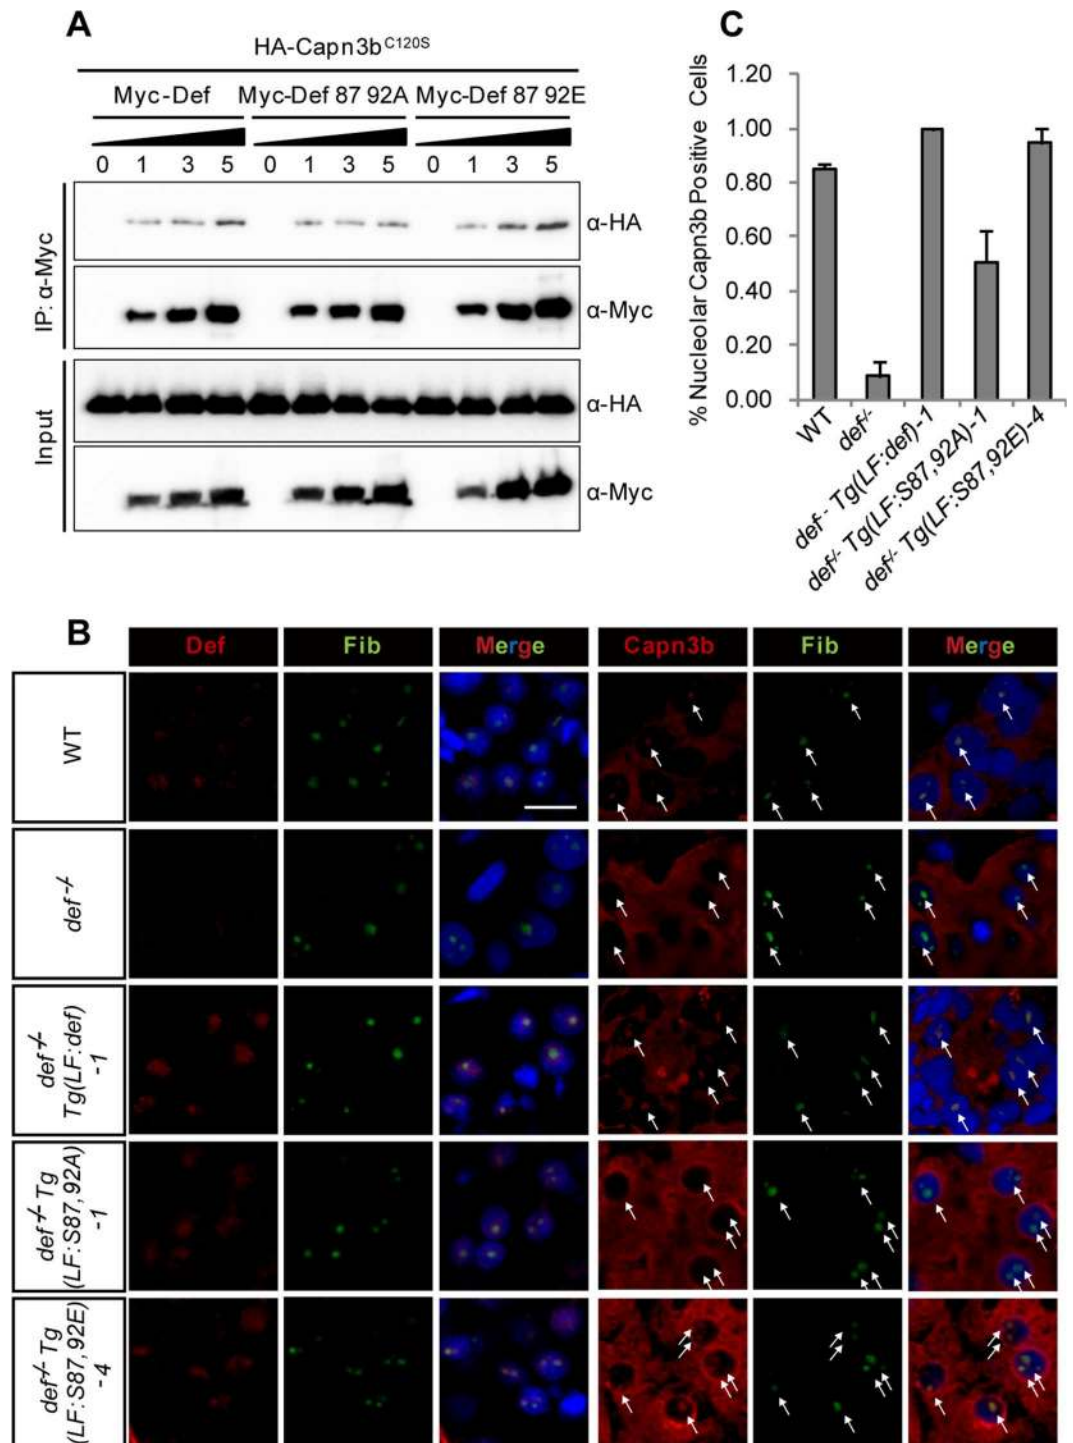 A
HA-Capn3bC120S
Myc-Def Myc-Def 87 92A Myc-Def 87 92E
0 1 3 5 0 1 3 5 0 1 3 5
IP: α-Myc
α-HA
α-Myc
Input
α-HA
α-Myc
C
% Nucleolar Capn3b Positive Cells
1.20
1.00
0.80
0.60
0.40
0.20
0.00
WT
def-/-
def-/- Tg(LF:def)-1
def-/- Tg(LF:S87,92A)-1
def-/- Tg(LF:S87,92E)-4
B
Def Fib Merge Capn3b Fib Merge
WT
def-/-
def-/-
Tg(LF:def)
-1
def-/- Tg
(LF:S87,92A)
-1
def-/- Tg
(LF:S87,92E)
-4